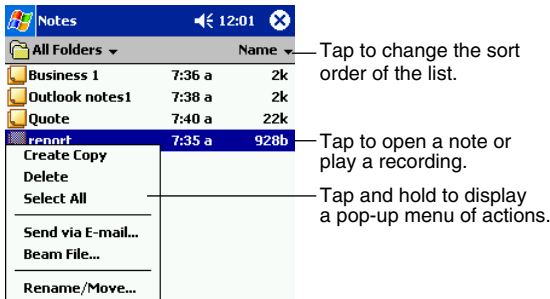 Notes 12:01
All Folders Name
Tap to change the sort
order of the list.
Business 1 7:36 a 2k
Outlook notes1 7:38 a 2k
Quote 7:40 a 22k
report 7:35 a 928b
Tap to open a note or
play a recording.
Create Copy
Delete
Select All
Tap and hold to display
a pop-up menu of actions.
Send via E-mail...
Beam File...
Rename/Move...